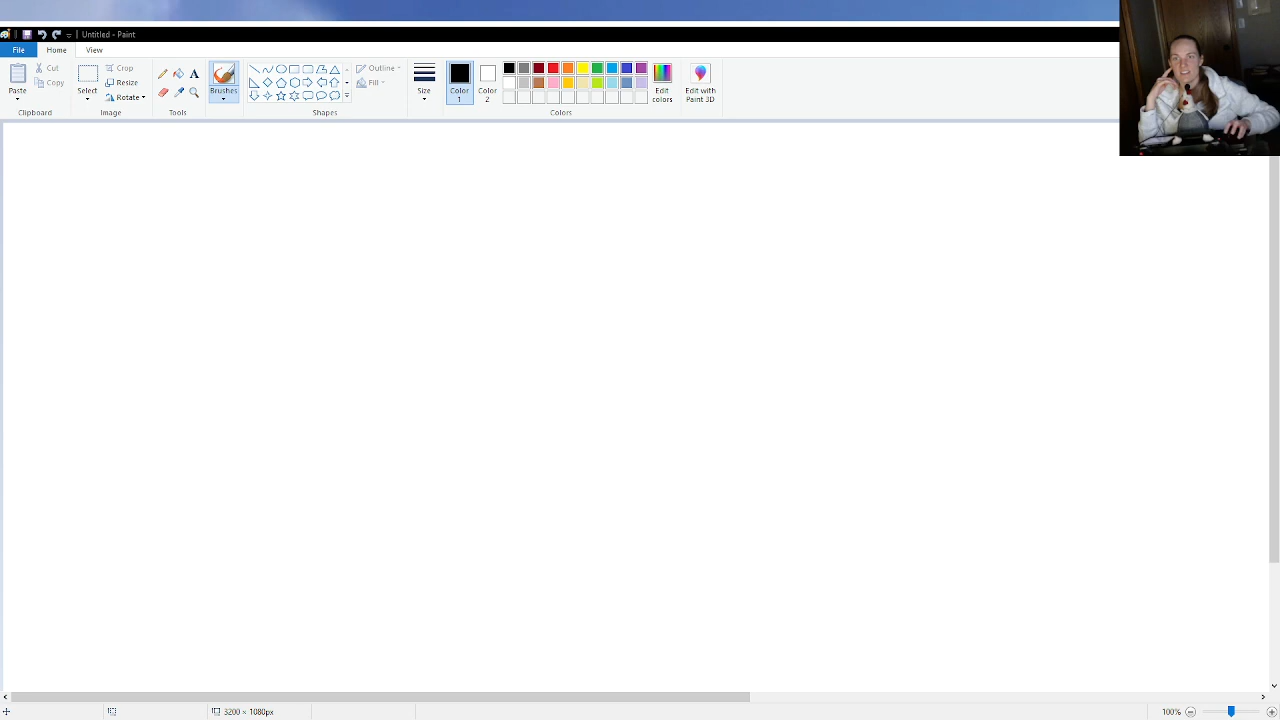 Untitled - Paint
File Home View
Paste
Cut
Copy
Clipboard
Select
Crop
Resize
Rotate
Image
A
Tools
Brushes
Outline
Fill
Shapes
Size
Color 1
Color 2
Edit colors
Colors
Edit with Paint 3D
3200 × 1080px
100%